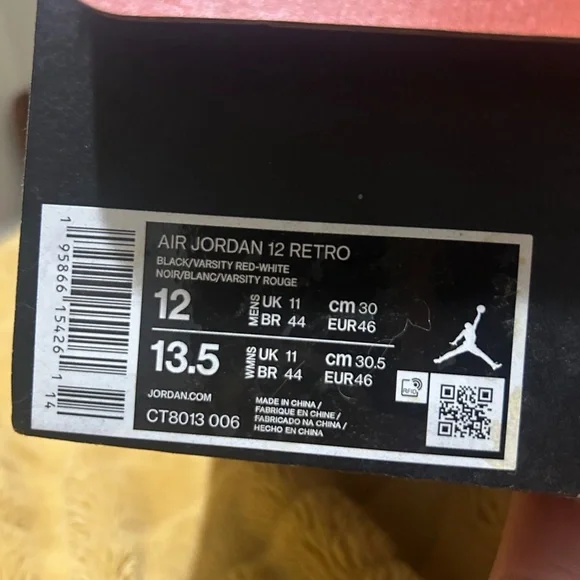 AIR JORDAN 12 RETRO
BLACK/VARSITY RED-WHITE
NOIR/BLANC/VARSITY ROUGE
12 MENS UK 11 cm 30
BR 44 EUR46
13.5 WMNS UK 11 cm 30.5
BR 44 EUR46
JORDAN.COM
CT8013 006
MADE IN CHINA /
FABRIQUE EN CHINE /
FABRICADO NA CHINA /
HECHO EN CHINA
RFID
1 95866 15426 1 14